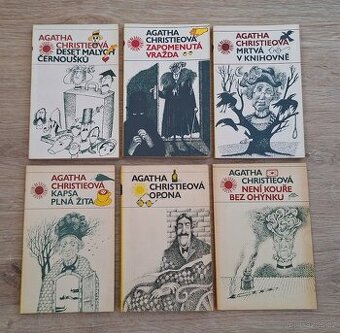 AGATHA
CHRISTIEOVÁ
DESET MALÝCH
ČERNOUŠKŮ
AGATHA
CHRISTIEOVÁ
ZAPOMENUTÁ
VRAŽDA
AGATHA
CHRISTIEOVÁ
MRTVÁ
V KNIHOVNĚ
AGATHA
CHRISTIEOVÁ
KAPSA
PLNÁ ŽITA
AGATHA
CHRISTIEOVÁ
OPONA
AGATHA
CHRISTIEOVÁ
NENÍ KOUŘE
BEZ OHÝNKU